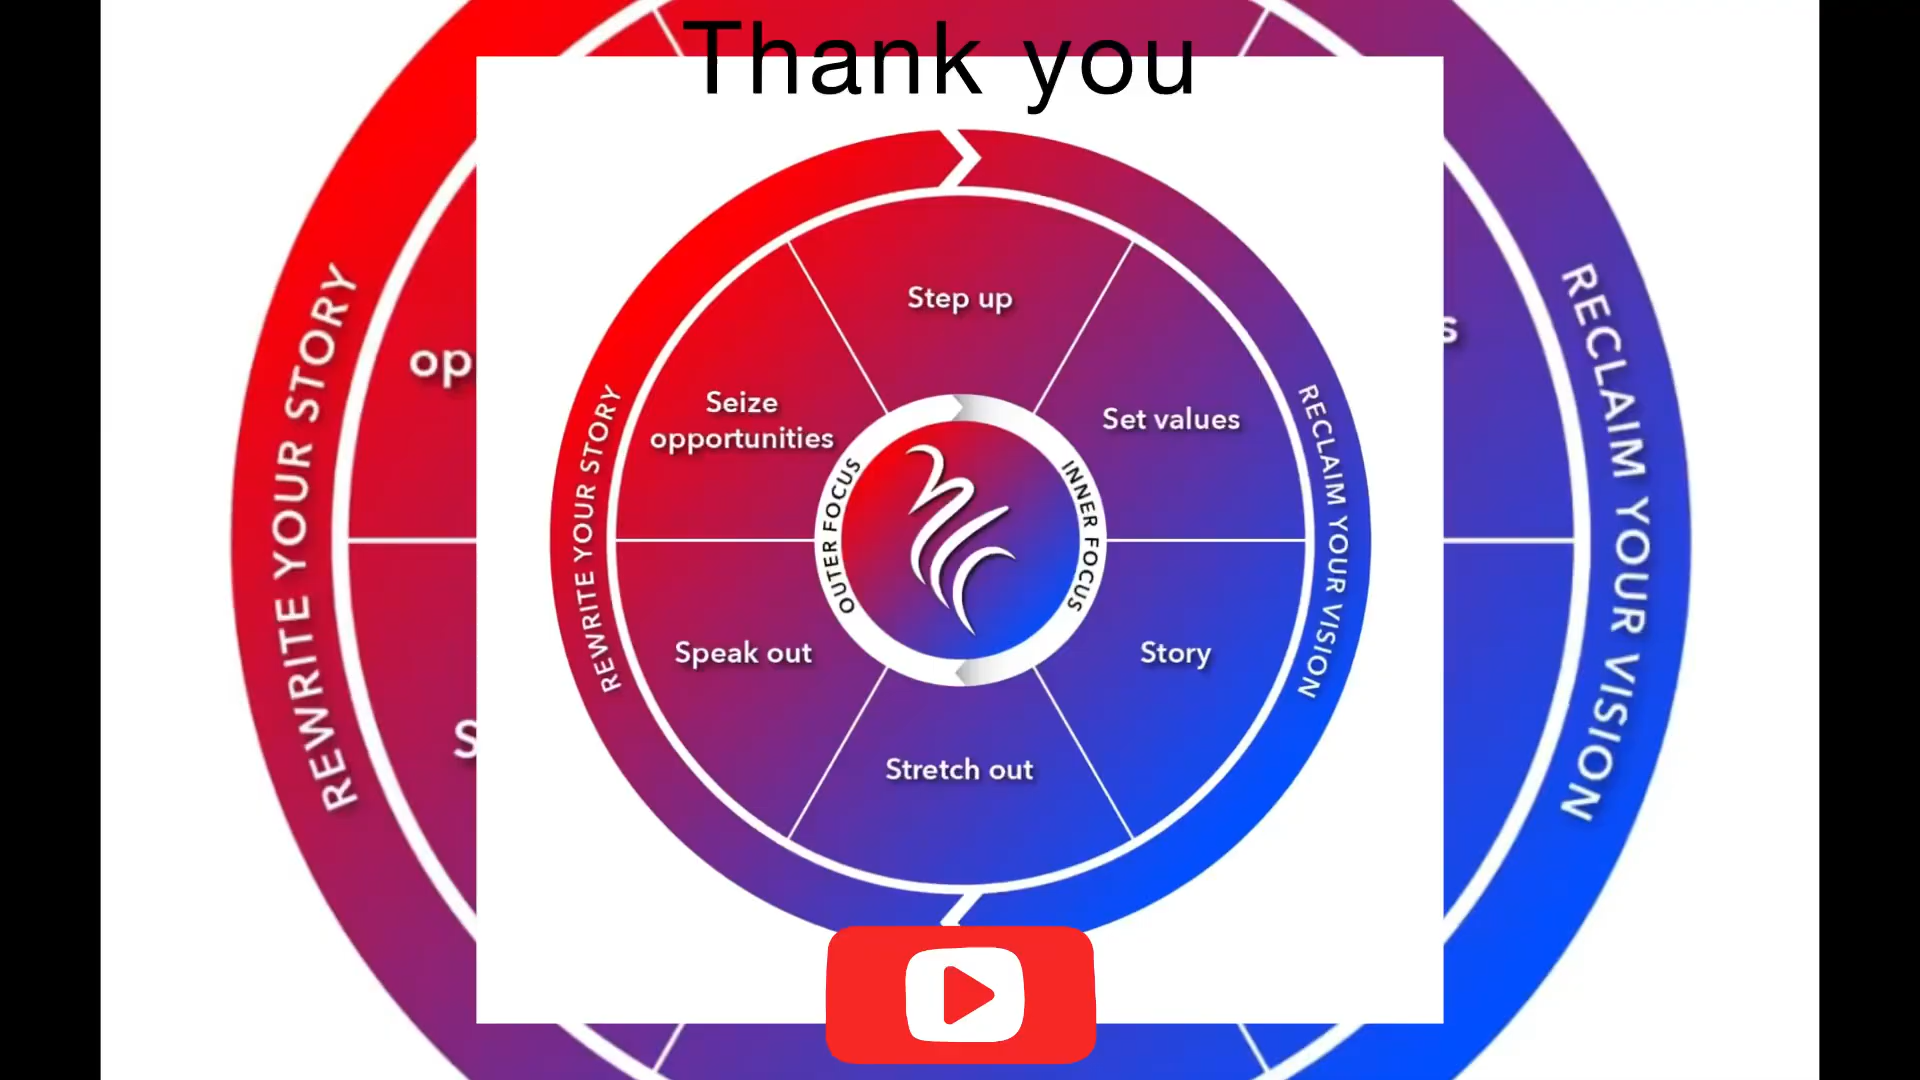 Thank you
Step up
Seize
opportunities
Set values
REWRITE YOUR STORY
OUTER FOCUS
INNER FOCUS
RECLAIM YOUR VISION
Speak out
Story
Stretch out
REWRITE YOUR STORY
op
s
S
RECLAIM YOUR VISION